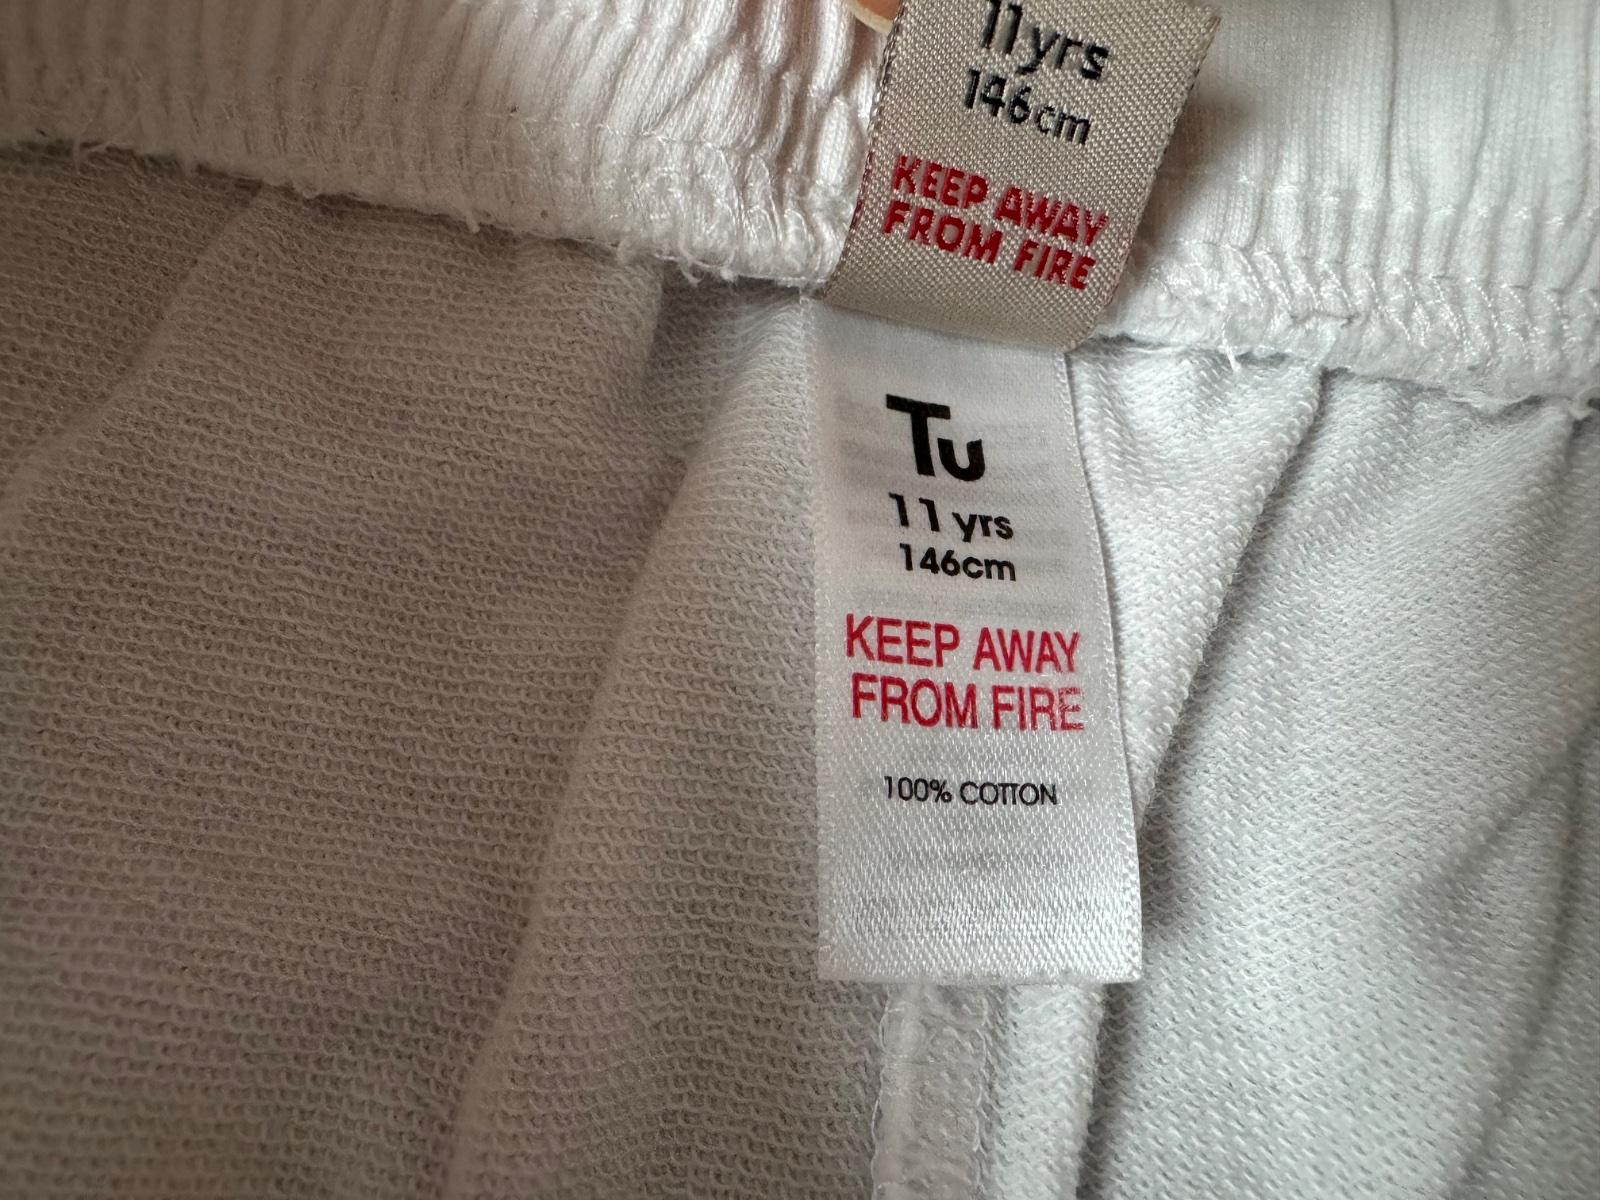 11yrs
146cm
KEEP AWAY
FROM FIRE
Tu
11 yrs
146cm
KEEP AWAY
FROM FIRE
100% COTTON